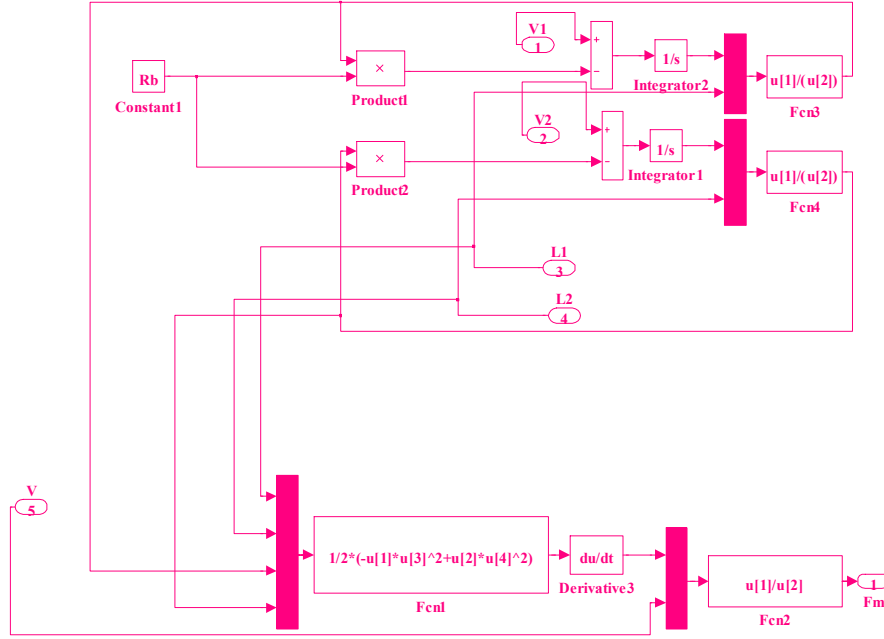 V1
1
+
−
1/s
Integrator2
u[1]/(u[2])
Fcn3
Rb
Constant1
×
Product1
V2
2
+
−
1/s
Integrator1
u[1]/(u[2])
Fcn4
×
Product2
L1
3
L2
4
V
5
1/2*(-u[1]*u[3]^2+u[2]*u[4]^2)
Fcn1
du/dt
Derivative3
u[1]/u[2]
Fcn2
1
Fm